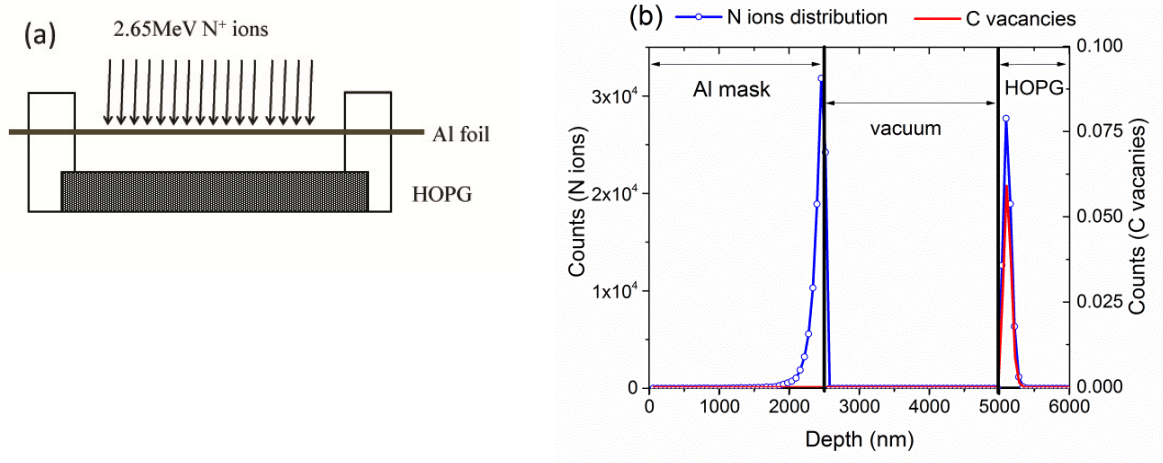 (a)
2.65MeV N⁺ ions
Al foil
HOPG
(b)
N ions distribution
C vacancies
Al mask
vacuum
HOPG
Counts (N ions)
3x10⁴
2x10⁴
1x10⁴
0
0.100
0.075
0.050
0.025
0.000
Counts (C vacanies)
0 1000 2000 3000 4000 5000 6000
Depth (nm)